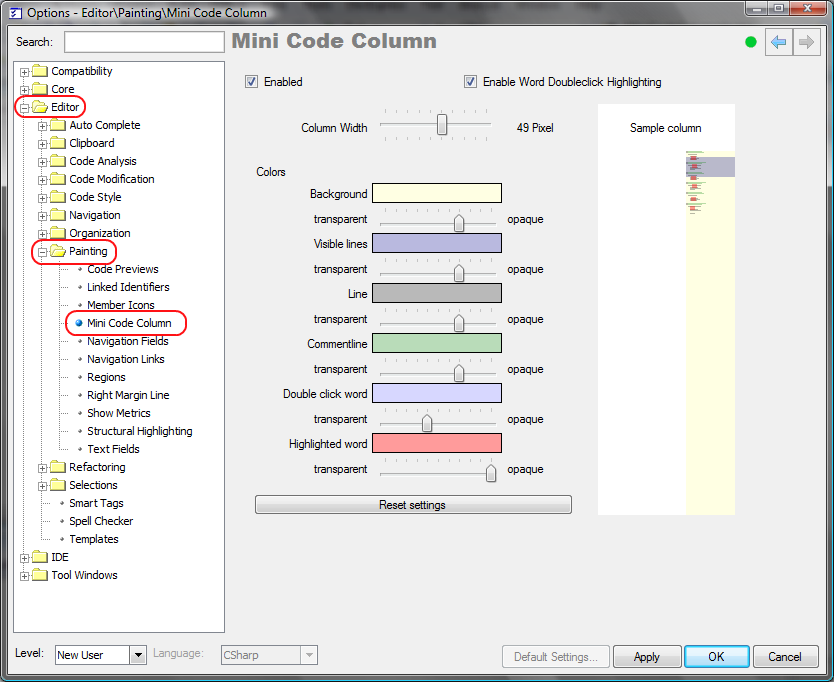 Options - Editor\Painting\Mini Code Column
Search:
Mini Code Column
Compatibility
Core
Editor
Auto Complete
Clipboard
Code Analysis
Code Modification
Code Style
Navigation
Organization
Painting
Code Previews
Linked Identifiers
Member Icons
Mini Code Column
Navigation Fields
Navigation Links
Regions
Right Margin Line
Show Metrics
Structural Highlighting
Text Fields
Refactoring
Selections
Smart Tags
Spell Checker
Templates
IDE
Tool Windows
Enabled
Enable Word Doubleclick Highlighting
Column Width 49 Pixel
Colors
Background
transparent opaque
Visible lines
transparent opaque
Line
transparent opaque
Commentline
transparent opaque
Double click word
transparent opaque
Highlighted word
transparent opaque
Reset settings
Sample column
Level: New User Language: CSharp
Default Settings... Apply OK Cancel